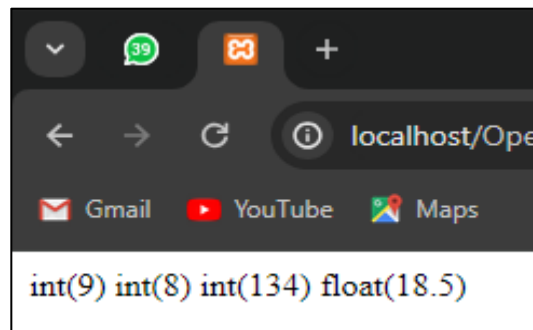 39
localhost/Ope
Gmail YouTube Maps
int(9) int(8) int(134) float(18.5)